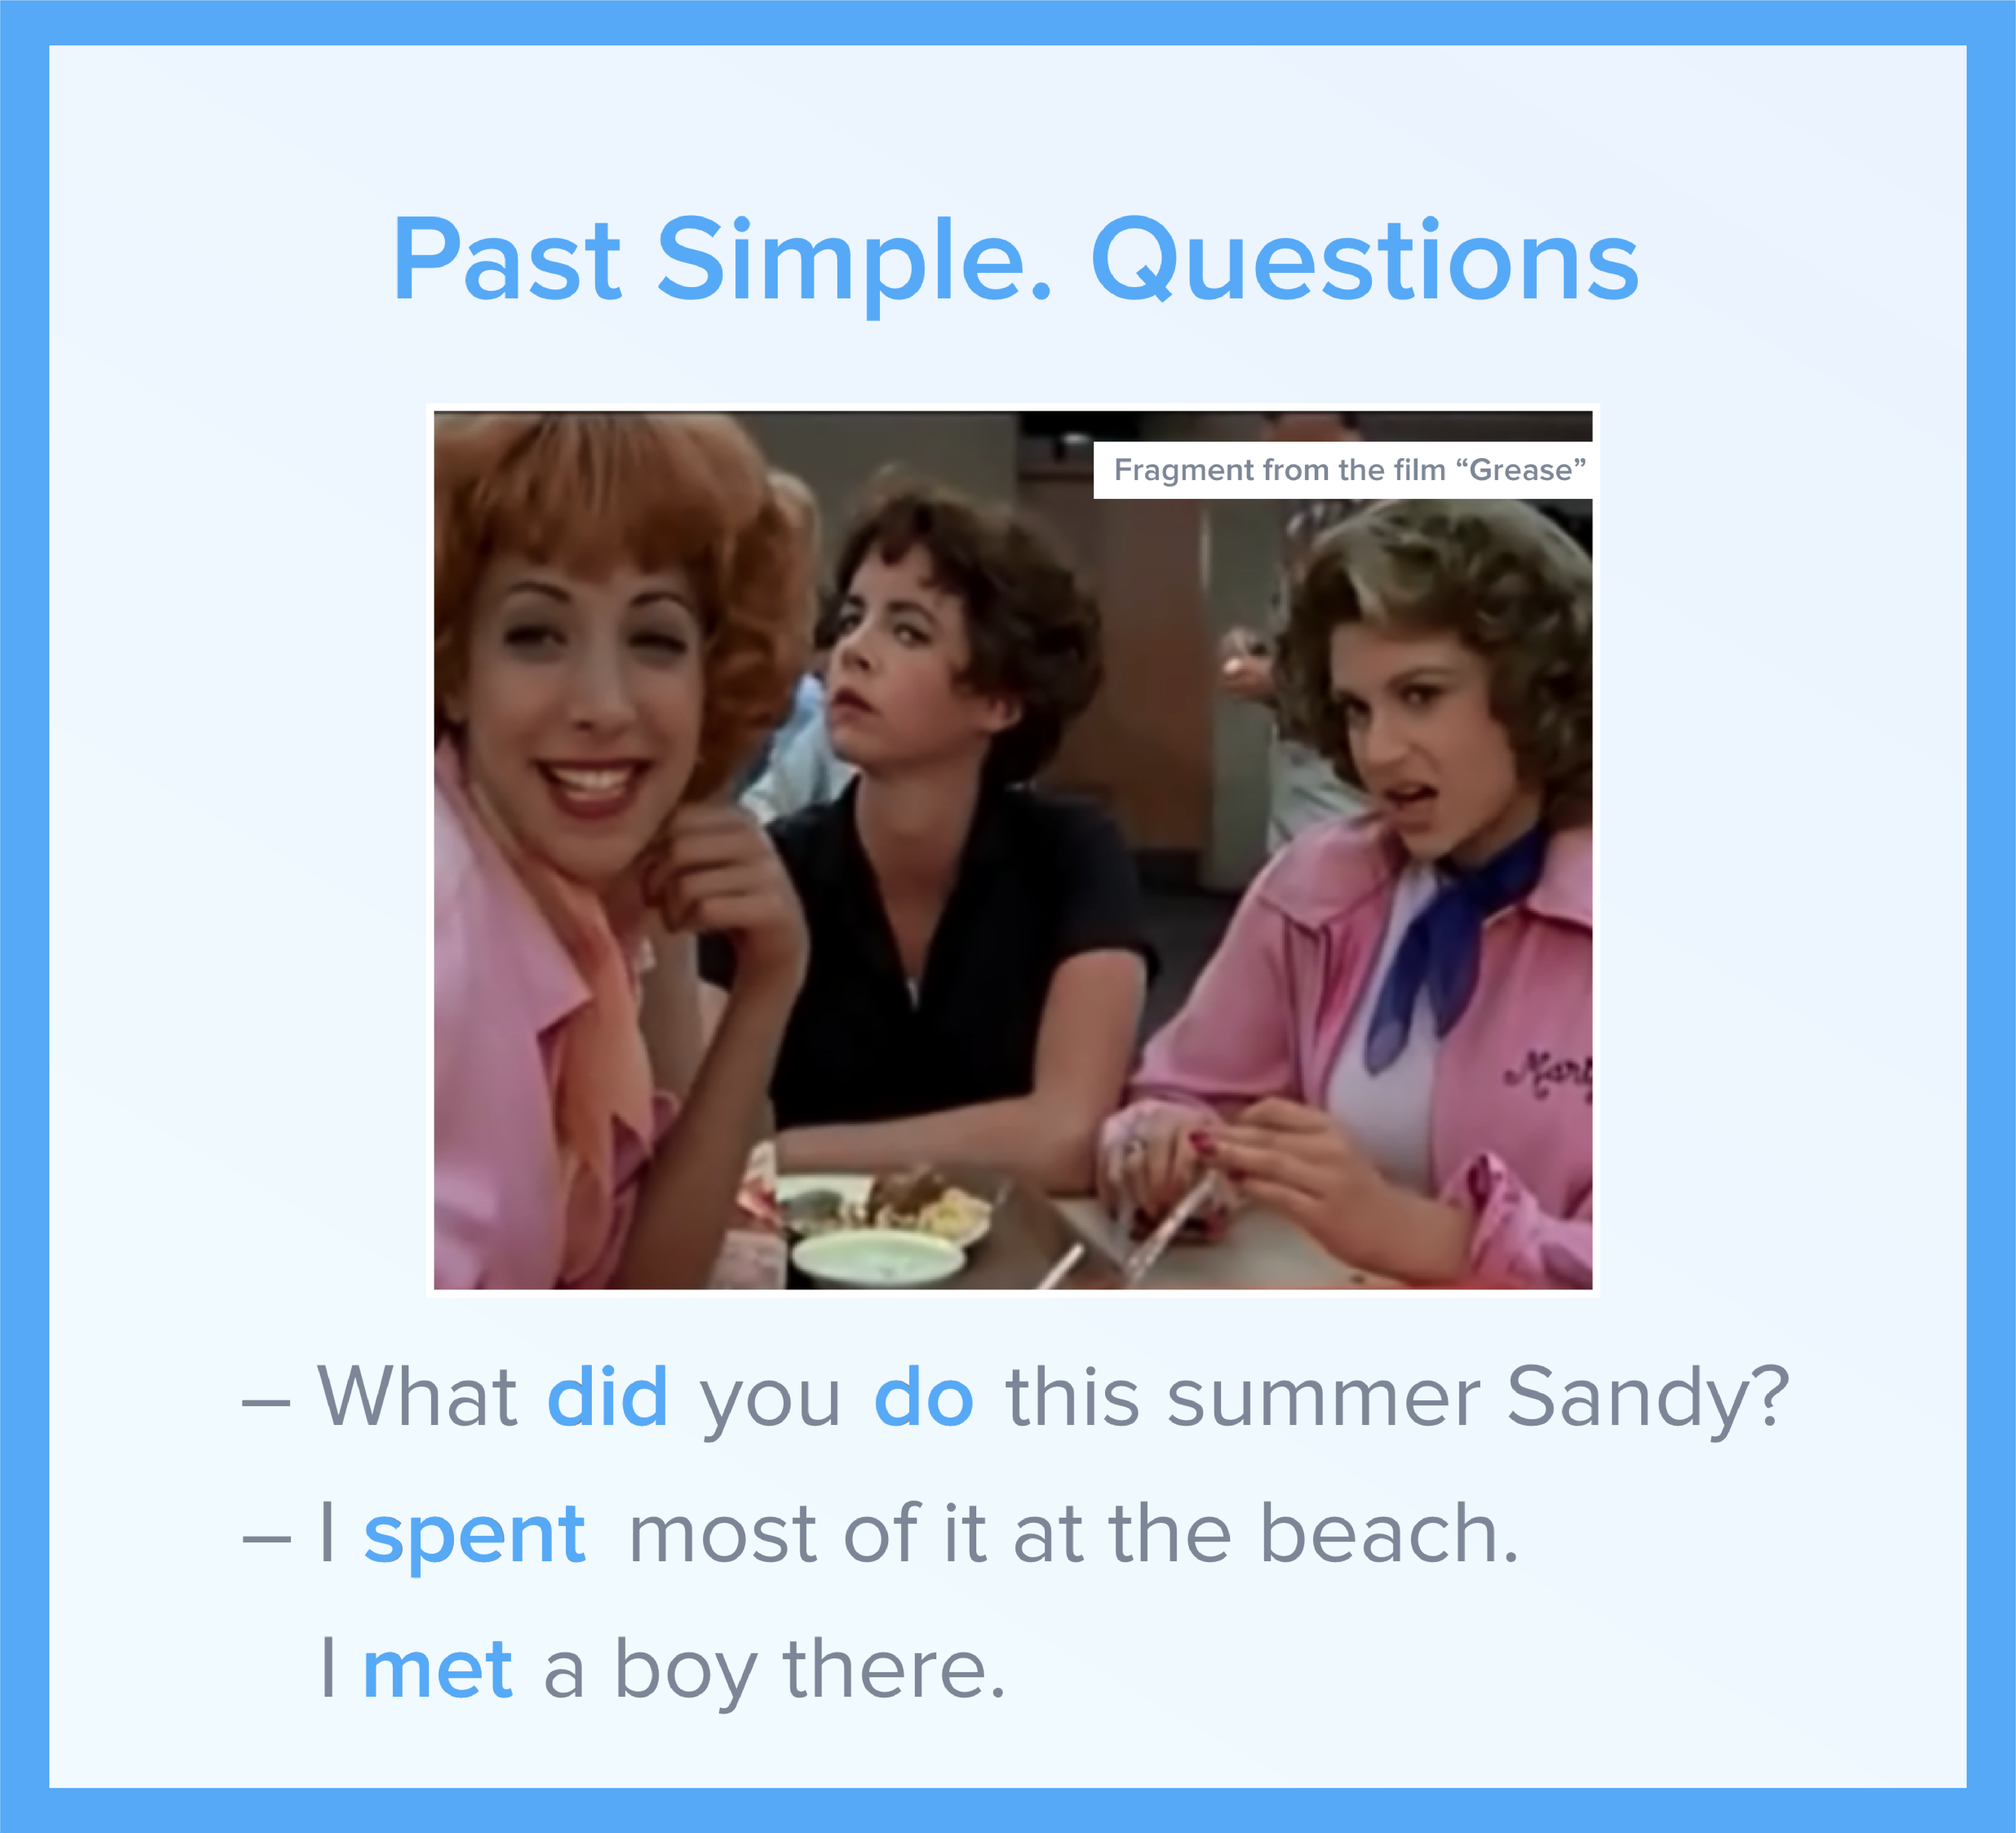 Past Simple. Questions
Fragment from the film “Grease”
– What did you do this summer Sandy?
– I spent most of it at the beach.
I met a boy there.